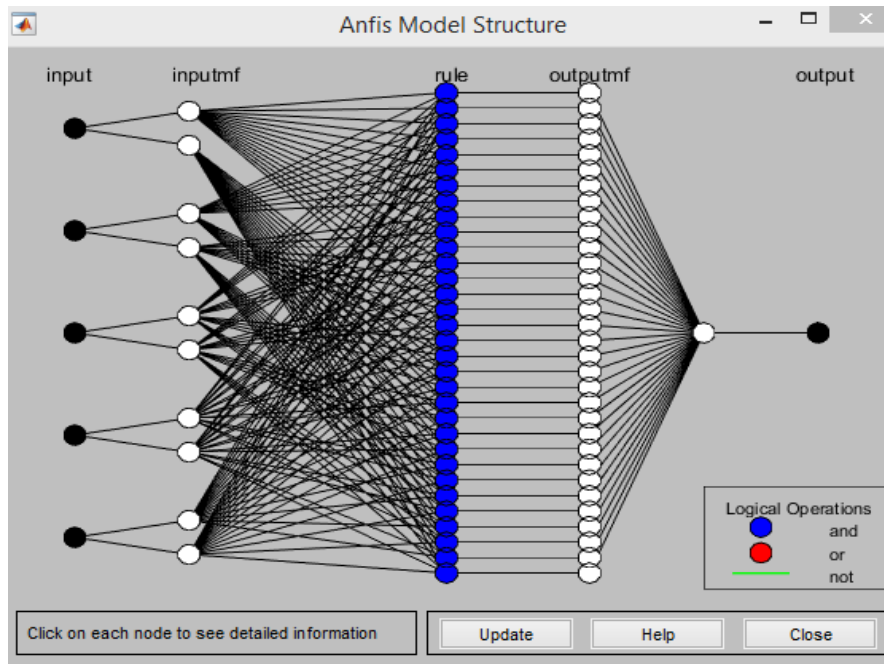 Anfis Model Structure
input inputmf rule outputmf output
Logical Operations
and
or
not
Click on each node to see detailed information
Update Help Close